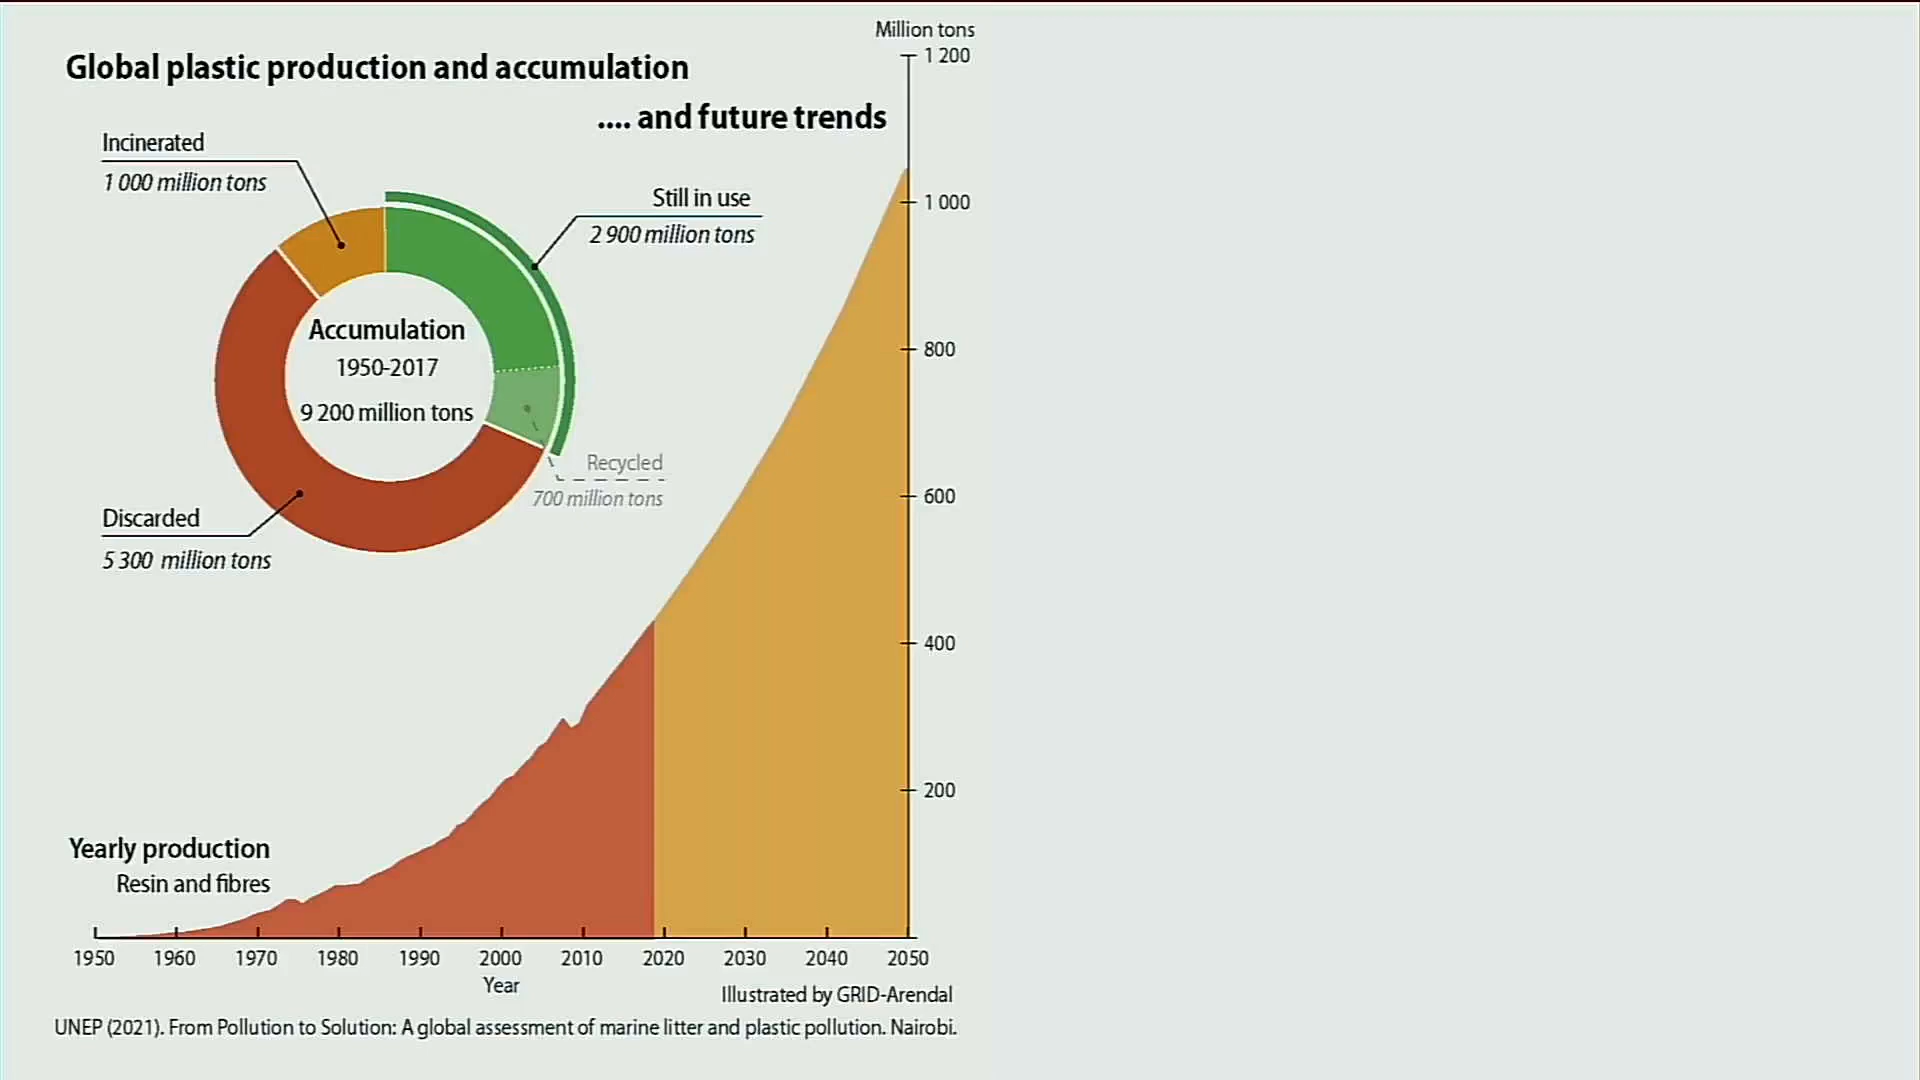 Million tons
Global plastic production and accumulation
.... and future trends
Incinerated
1 000 million tons
Still in use
2 900 million tons
Accumulation
1950-2017
9 200 million tons
Recycled
700 million tons
Discarded
5 300 million tons
1 200
1 000
800
600
400
200
Yearly production
Resin and fibres
1950 1960 1970 1980 1990 2000 2010 2020 2030 2040 2050
Year
Illustrated by GRID-Arendal
UNEP (2021). From Pollution to Solution: A global assessment of marine litter and plastic pollution. Nairobi.